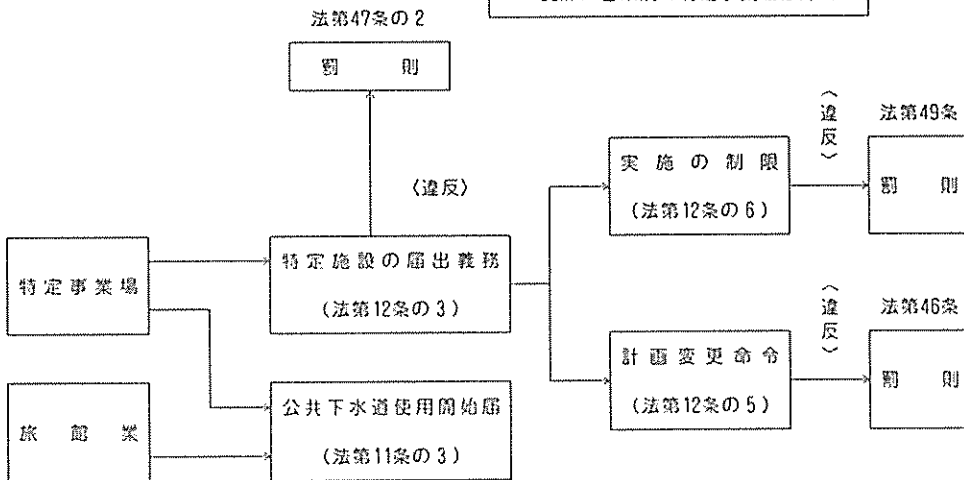 法第47条の2
罰則
〈違反〉
〈違反〉
法第49条
実施の制限
(法第12条の6)
罰則
特定事業場
特定施設の届出義務
(法第12条の3)
〈違反〉
法第46条
計画変更命令
(法第12条の5)
罰則
旅館業
公共下水道使用開始届
(法第11条の3)